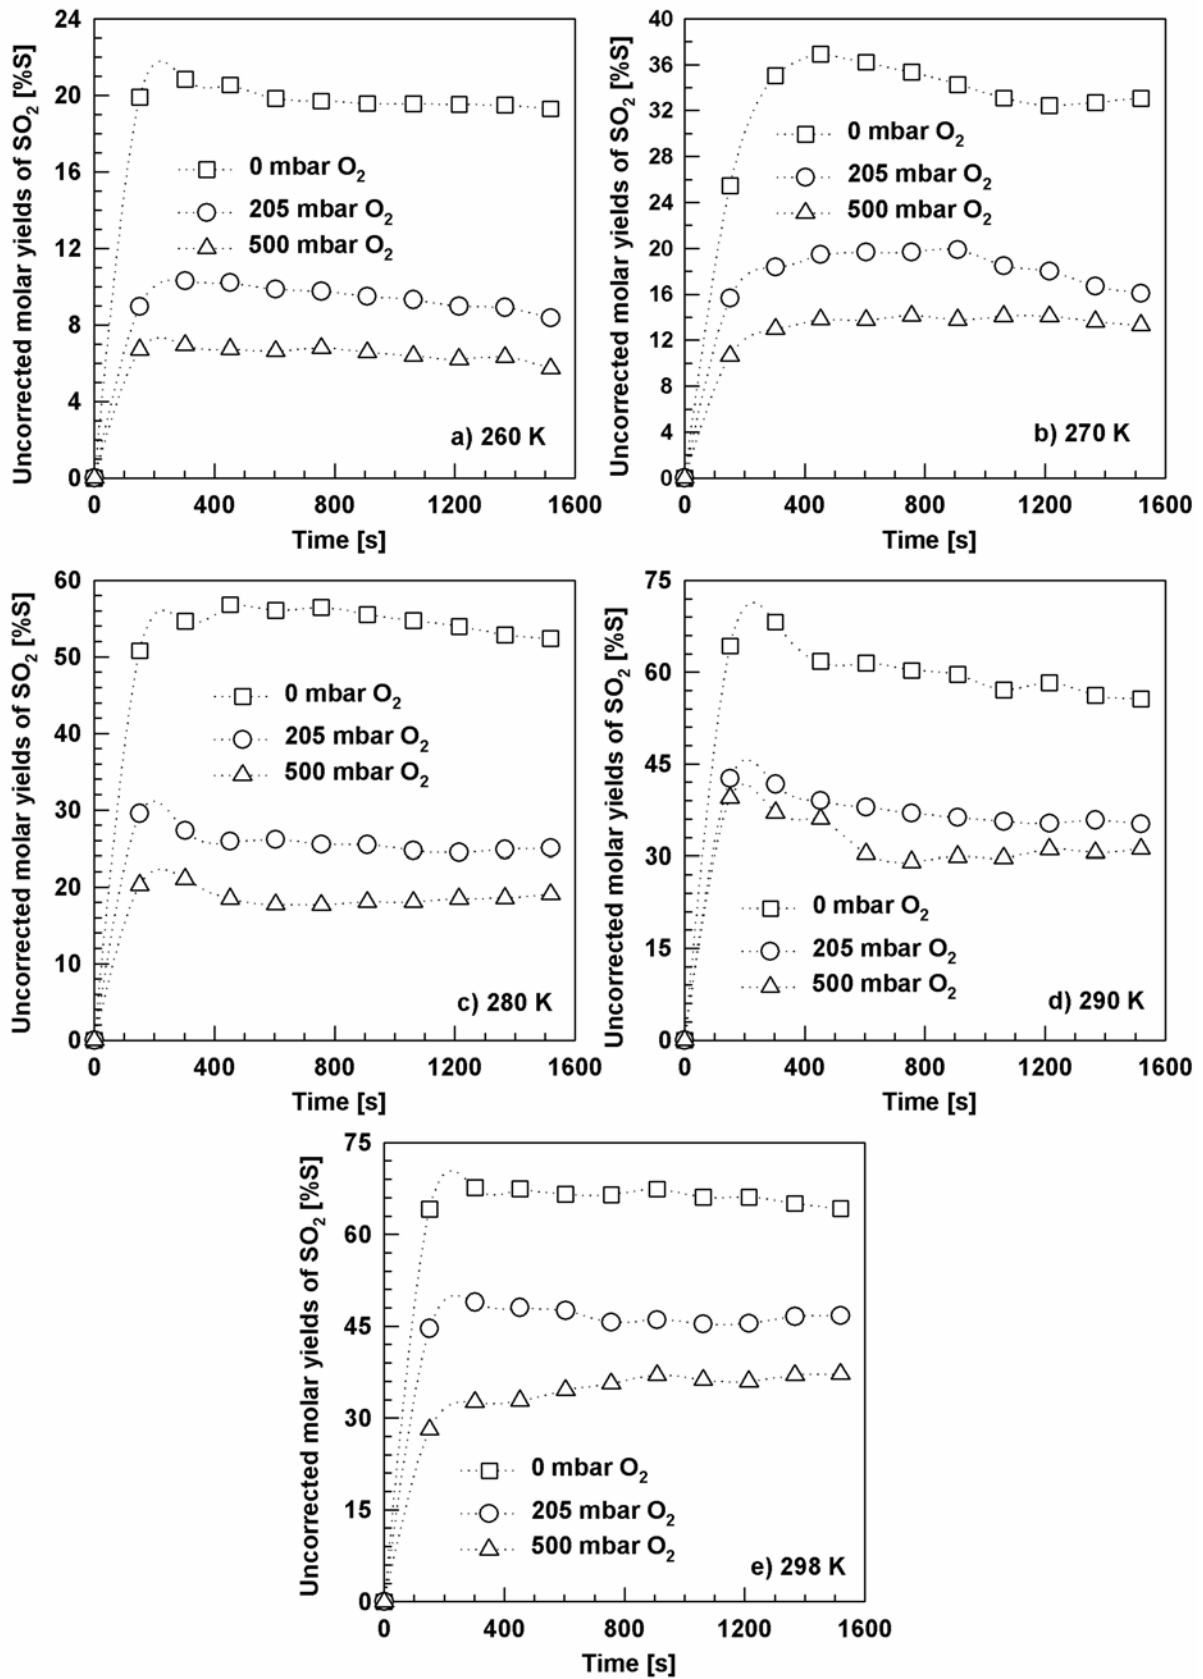 Uncorrected molar yields of SO₂ [%S]
24
20
16
12
8
4
0
0 mbar O₂
205 mbar O₂
500 mbar O₂
a) 260 K
0 400 800 1200 1600
Time [s]
Uncorrected molar yields of SO₂ [%S]
40
36
32
28
24
20
16
12
8
4
0
0 mbar O₂
205 mbar O₂
500 mbar O₂
b) 270 K
0 400 800 1200 1600
Time [s]
Uncorrected molar yields of SO₂ [%S]
60
50
40
30
20
10
0
0 mbar O₂
205 mbar O₂
500 mbar O₂
c) 280 K
0 400 800 1200 1600
Time [s]
Uncorrected molar yields of SO₂ [%S]
75
60
45
30
15
0
0 mbar O₂
205 mbar O₂
500 mbar O₂
d) 290 K
0 400 800 1200 1600
Time [s]
Uncorrected molar yields of SO₂ [%S]
75
60
45
30
15
0
0 mbar O₂
205 mbar O₂
500 mbar O₂
e) 298 K
0 400 800 1200 1600
Time [s]